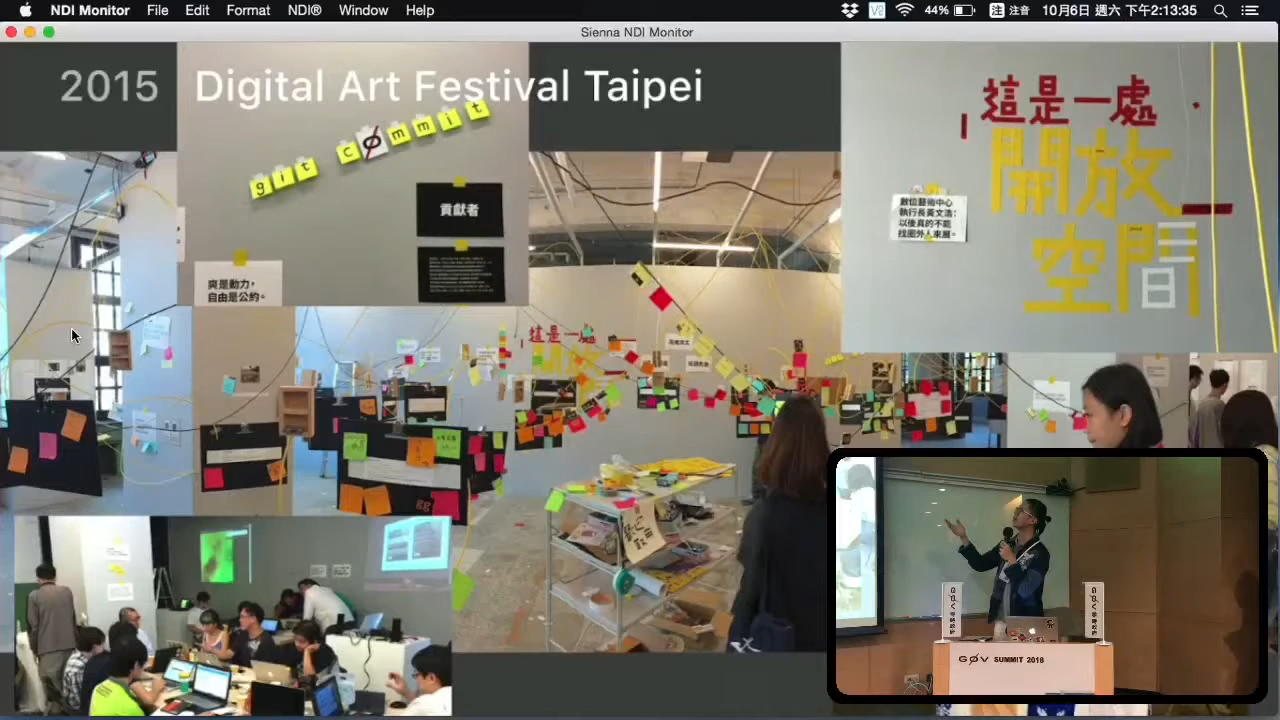 NDI Monitor File Edit Format NDI® Window Help
44% 注 注音 10月6日 週六 下午2:13:35
Sienna NDI Monitor
2015 Digital Art Festival Taipei
git cømmit
貢獻者
爽是動力,
自由是公約。
這是一處
開放
空間
數位藝術中心
執行長黃文浩:
以後真的不能
找圈外人來展。
這是一處
gg
GØV SUMMIT 2018